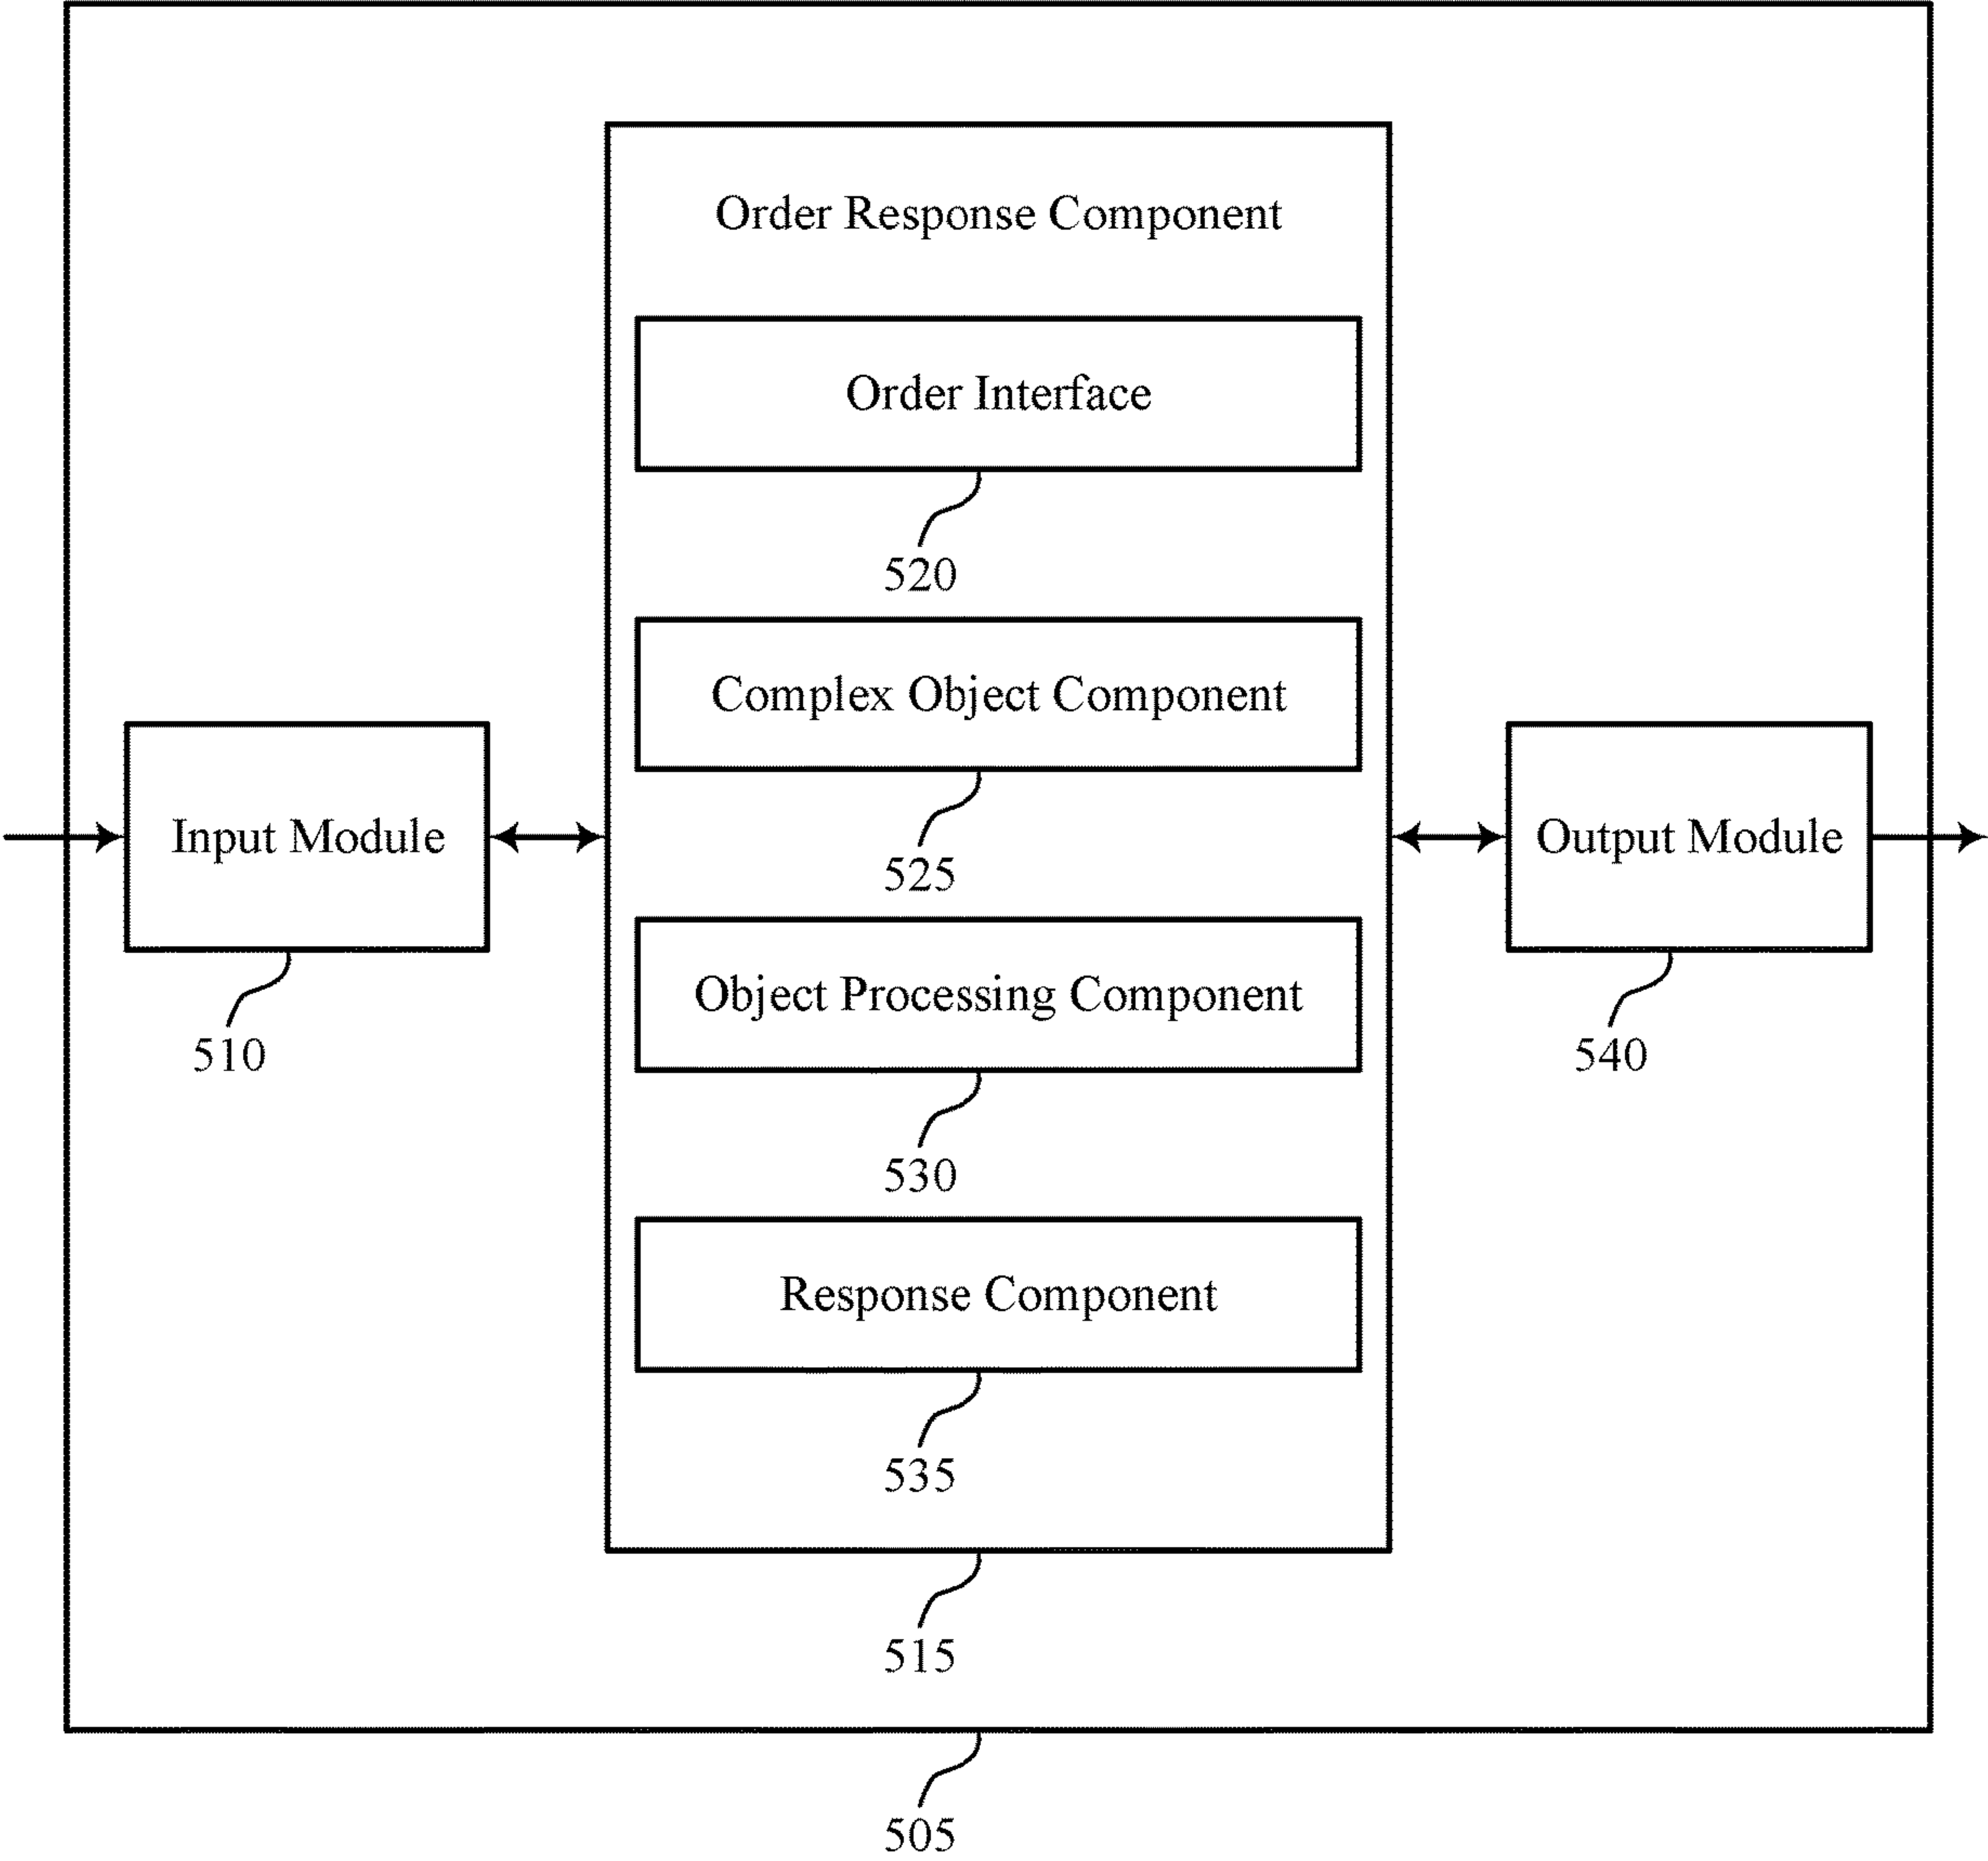 Order Response Component
Order Interface
520
Complex Object Component
525
Input Module
510
Output Module
540
Object Processing Component
530
Response Component
535
515
505